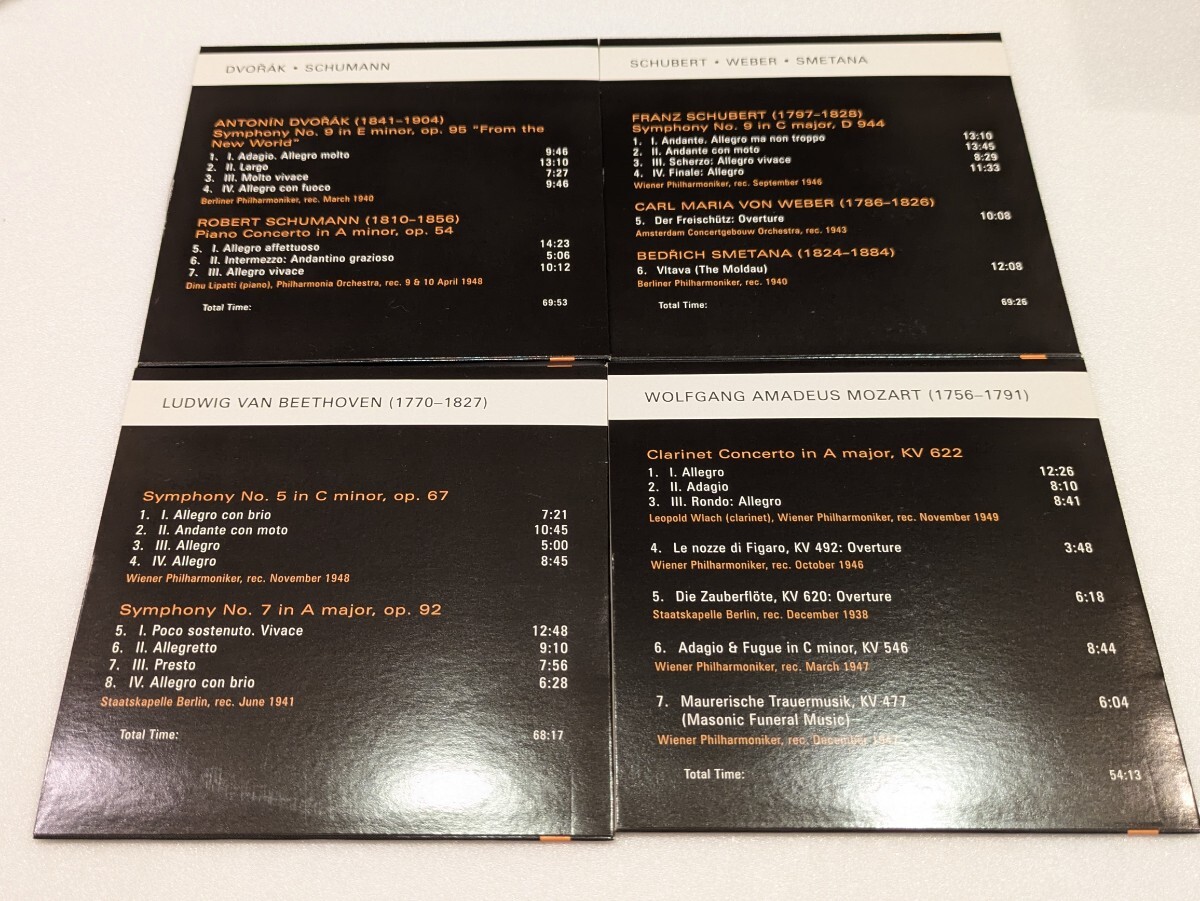 DVOŘÁK • SCHUMANN
ANTONÍN DVOŘÁK (1841–1904)
Symphony No. 9 in E minor, op. 95 "From the
New World"
1. I. Adagio. Allegro molto 9:46
2. II. Largo 13:10
3. III. Molto vivace 7:27
4. IV. Allegro con fuoco 9:46
Berliner Philharmoniker, rec. March 1940
ROBERT SCHUMANN (1810–1856)
Piano Concerto in A minor, op. 54
5. I. Allegro affettuoso 14:23
6. II. Intermezzo: Andantino grazioso 5:06
7. III. Allegro vivace 10:12
Dinu Lipatti (piano), Philharmonia Orchestra, rec. 9 & 10 April 1948
Total Time: 69:53
SCHUBERT • WEBER • SMETANA
FRANZ SCHUBERT (1797–1828)
Symphony No. 9 in C major, D 944
1. I. Andante. Allegro ma non troppo 13:10
2. II. Andante con moto 13:45
3. III. Scherzo: Allegro vivace 8:29
4. IV. Finale: Allegro 11:33
Wiener Philharmoniker, rec. September 1946
CARL MARIA VON WEBER (1786–1826)
5. Der Freischütz: Overture 10:08
Amsterdam Concertgebouw Orchestra, rec. 1943
BEDŘICH SMETANA (1824–1884)
6. Vltava (The Moldau) 12:08
Berliner Philharmoniker, rec. 1940
Total Time: 69:26
LUDWIG VAN BEETHOVEN (1770–1827)
Symphony No. 5 in C minor, op. 67
1. I. Allegro con brio 7:21
2. II. Andante con moto 10:45
3. III. Allegro 5:00
4. IV. Allegro 8:45
Wiener Philharmoniker, rec. November 1948
Symphony No. 7 in A major, op. 92
5. I. Poco sostenuto. Vivace 12:48
6. II. Allegretto 9:10
7. III. Presto 7:56
8. IV. Allegro con brio 6:28
Staatskapelle Berlin, rec. June 1941
Total Time: 68:17
WOLFGANG AMADEUS MOZART (1756–1791)
Clarinet Concerto in A major, KV 622
1. I. Allegro 12:26
2. II. Adagio 8:10
3. III. Rondo: Allegro 8:41
Leopold Wlach (clarinet), Wiener Philharmoniker, rec. November 1949
4. Le nozze di Figaro, KV 492: Overture 3:48
Wiener Philharmoniker, rec. October 1946
5. Die Zauberflöte, KV 620: Overture 6:18
Staatskapelle Berlin, rec. December 1938
6. Adagio & Fugue in C minor, KV 546 8:44
Wiener Philharmoniker, rec. March 1947
7. Maurerische Trauermusik, KV 477 6:04
(Masonic Funeral Music)
Wiener Philharmoniker, rec. December
Total Time: 54:13